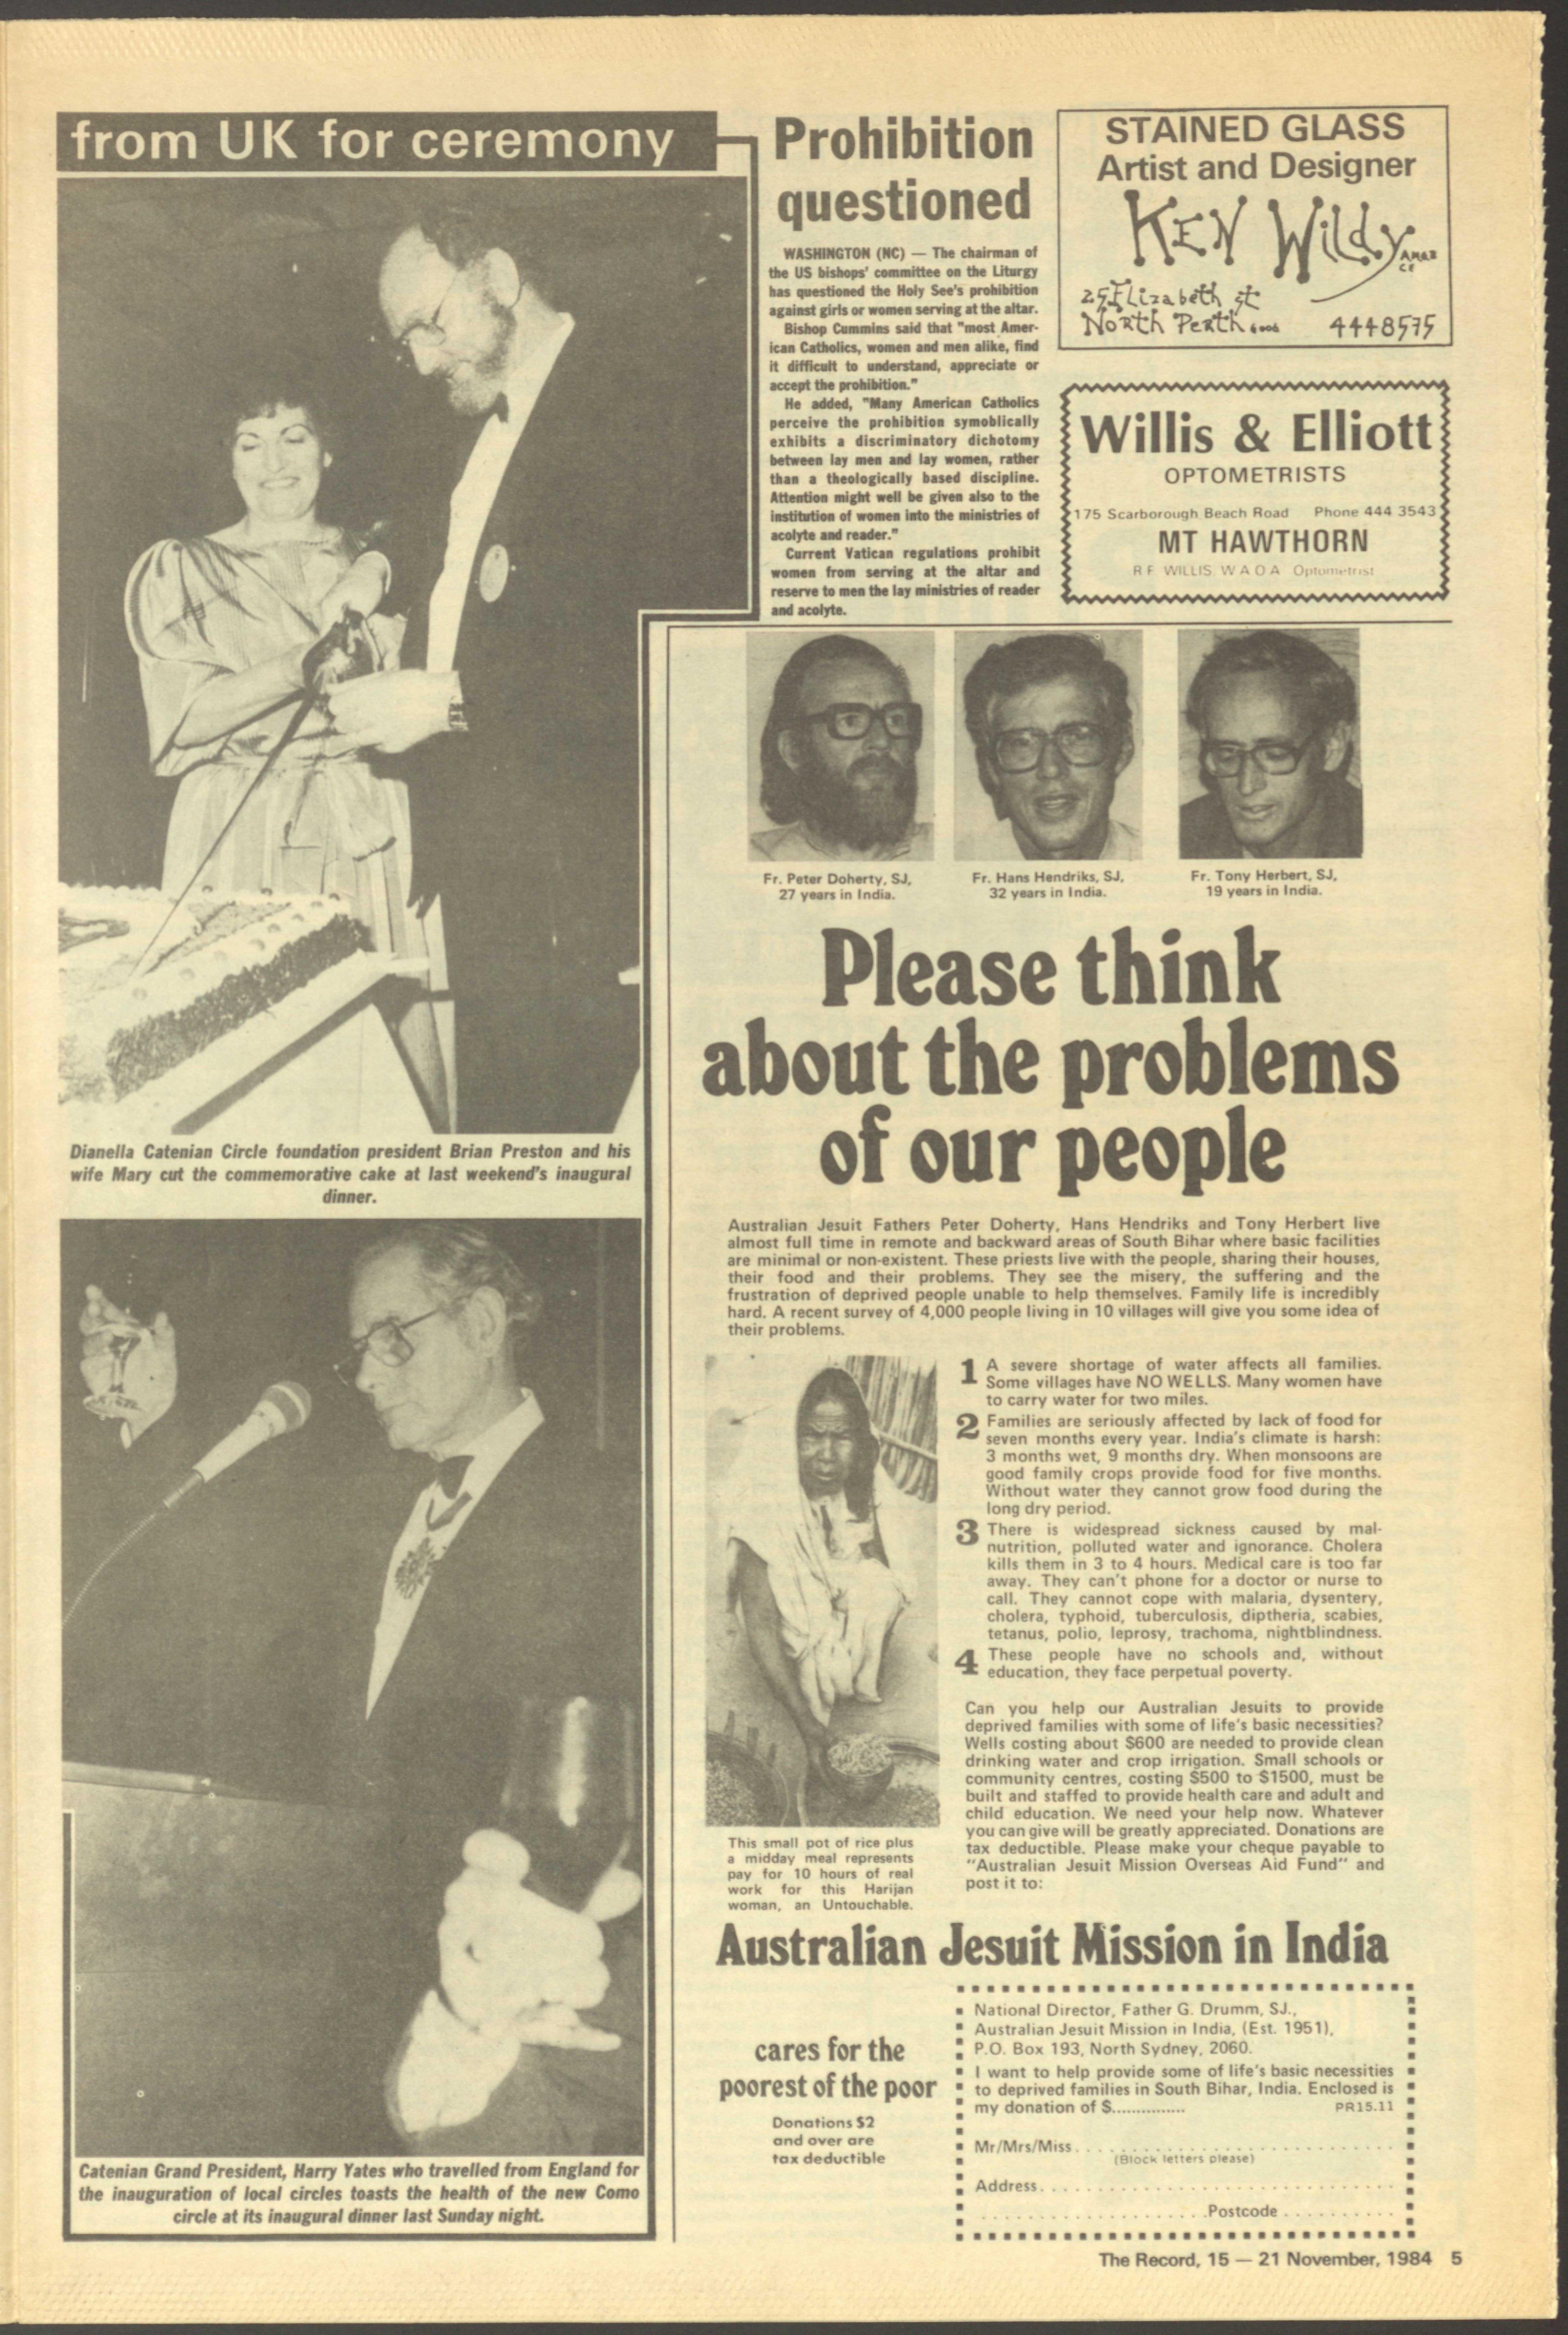 from UK for ceremony
Dianella Catenian Circle foundation president Brian Preston and his
wife Mary cut the commemorative cake at last weekend's inaugural
dinner.
Catenian Grand President, Harry Yates who travelled from England for
the inauguration of local circles toasts the health of the new Como
circle at its inaugural dinner last Sunday night.
Prohibition
questioned
WASHINGTON (NC) — The chairman of
the US bishops' committee on the Liturgy
has questioned the Holy See's prohibition
against girls or women serving at the altar.
Bishop Cummins said that "most Amer-
ican Catholics, women and men alike, find
it difficult to understand, appreciate or
accept the prohibition."
He added, "Many American Catholics
perceive the prohibition symoblically
exhibits a discriminatory dichotomy
between lay men and lay women, rather
than a theologically based discipline.
Attention might well be given also to the
institution of women into the ministries of
acolyte and reader."
Current Vatican regulations prohibit
women from serving at the altar and
reserve to men the lay ministries of reader
and acolyte.
STAINED GLASS
Artist and Designer
KEN Wildy
25 Elizabeth st
North Perth 6006 4448575
Willis & Elliott
OPTOMETRISTS
175 Scarborough Beach Road Phone 444 3543
MT HAWTHORN
R F WILLIS W A O A Optometrist
Fr. Peter Doherty, SJ,
27 years in India.
Fr. Hans Hendriks, SJ,
32 years in India.
Fr. Tony Herbert, SJ,
19 years in India.
Please think
about the problems
of our people
Australian Jesuit Fathers Peter Doherty, Hans Hendriks and Tony Herbert live
almost full time in remote and backward areas of South Bihar where basic facilities
are minimal or non-existent. These priests live with the people, sharing their houses,
their food and their problems. They see the misery, the suffering and the
frustration of deprived people unable to help themselves. Family life is incredibly
hard. A recent survey of 4,000 people living in 10 villages will give you some idea of
their problems.
1 A severe shortage of water affects all families.
Some villages have NO WELLS. Many women have
to carry water for two miles.
2 Families are seriously affected by lack of food for
seven months every year. India's climate is harsh:
3 months wet, 9 months dry. When monsoons are
good family crops provide food for five months.
Without water they cannot grow food during the
long dry period.
3 There is widespread sickness caused by mal-
nutrition, polluted water and ignorance. Cholera
kills them in 3 to 4 hours. Medical care is too far
away. They can't phone for a doctor or nurse to
call. They cannot cope with malaria, dysentery,
cholera, typhoid, tuberculosis, diptheria, scabies,
tetanus, polio, leprosy, trachoma, nightblindness.
4 These people have no schools and, without
education, they face perpetual poverty.
Can you help our Australian Jesuits to provide
deprived families with some of life's basic necessities?
Wells costing about $600 are needed to provide clean
drinking water and crop irrigation. Small schools or
community centres, costing $500 to $1500, must be
built and staffed to provide health care and adult and
child education. We need your help now. Whatever
you can give will be greatly appreciated. Donations are
tax deductible. Please make your cheque payable to
"Australian Jesuit Mission Overseas Aid Fund" and
post it to:
This small pot of rice plus
a midday meal represents
pay for 10 hours of real
work for this Harijan
woman, an Untouchable.
Australian Jesuit Mission in India
cares for the
poorest of the poor
Donations $2
and over are
tax deductible
National Director, Father G. Drumm, SJ.,
Australian Jesuit Mission in India, (Est. 1951),
P.O. Box 193, North Sydney, 2060.
I want to help provide some of life's basic necessities
to deprived families in South Bihar, India. Enclosed is
my donation of $............... PR15.11
Mr/Mrs/Miss . . . . . . . . . . . . . . . . . . . .
(Block letters please)
Address . . . . . . . . . . . . . . . . . . . .
. . . . . . . . . . . . . . Postcode . . . . . . . .
The Record, 15 — 21 November, 1984 5